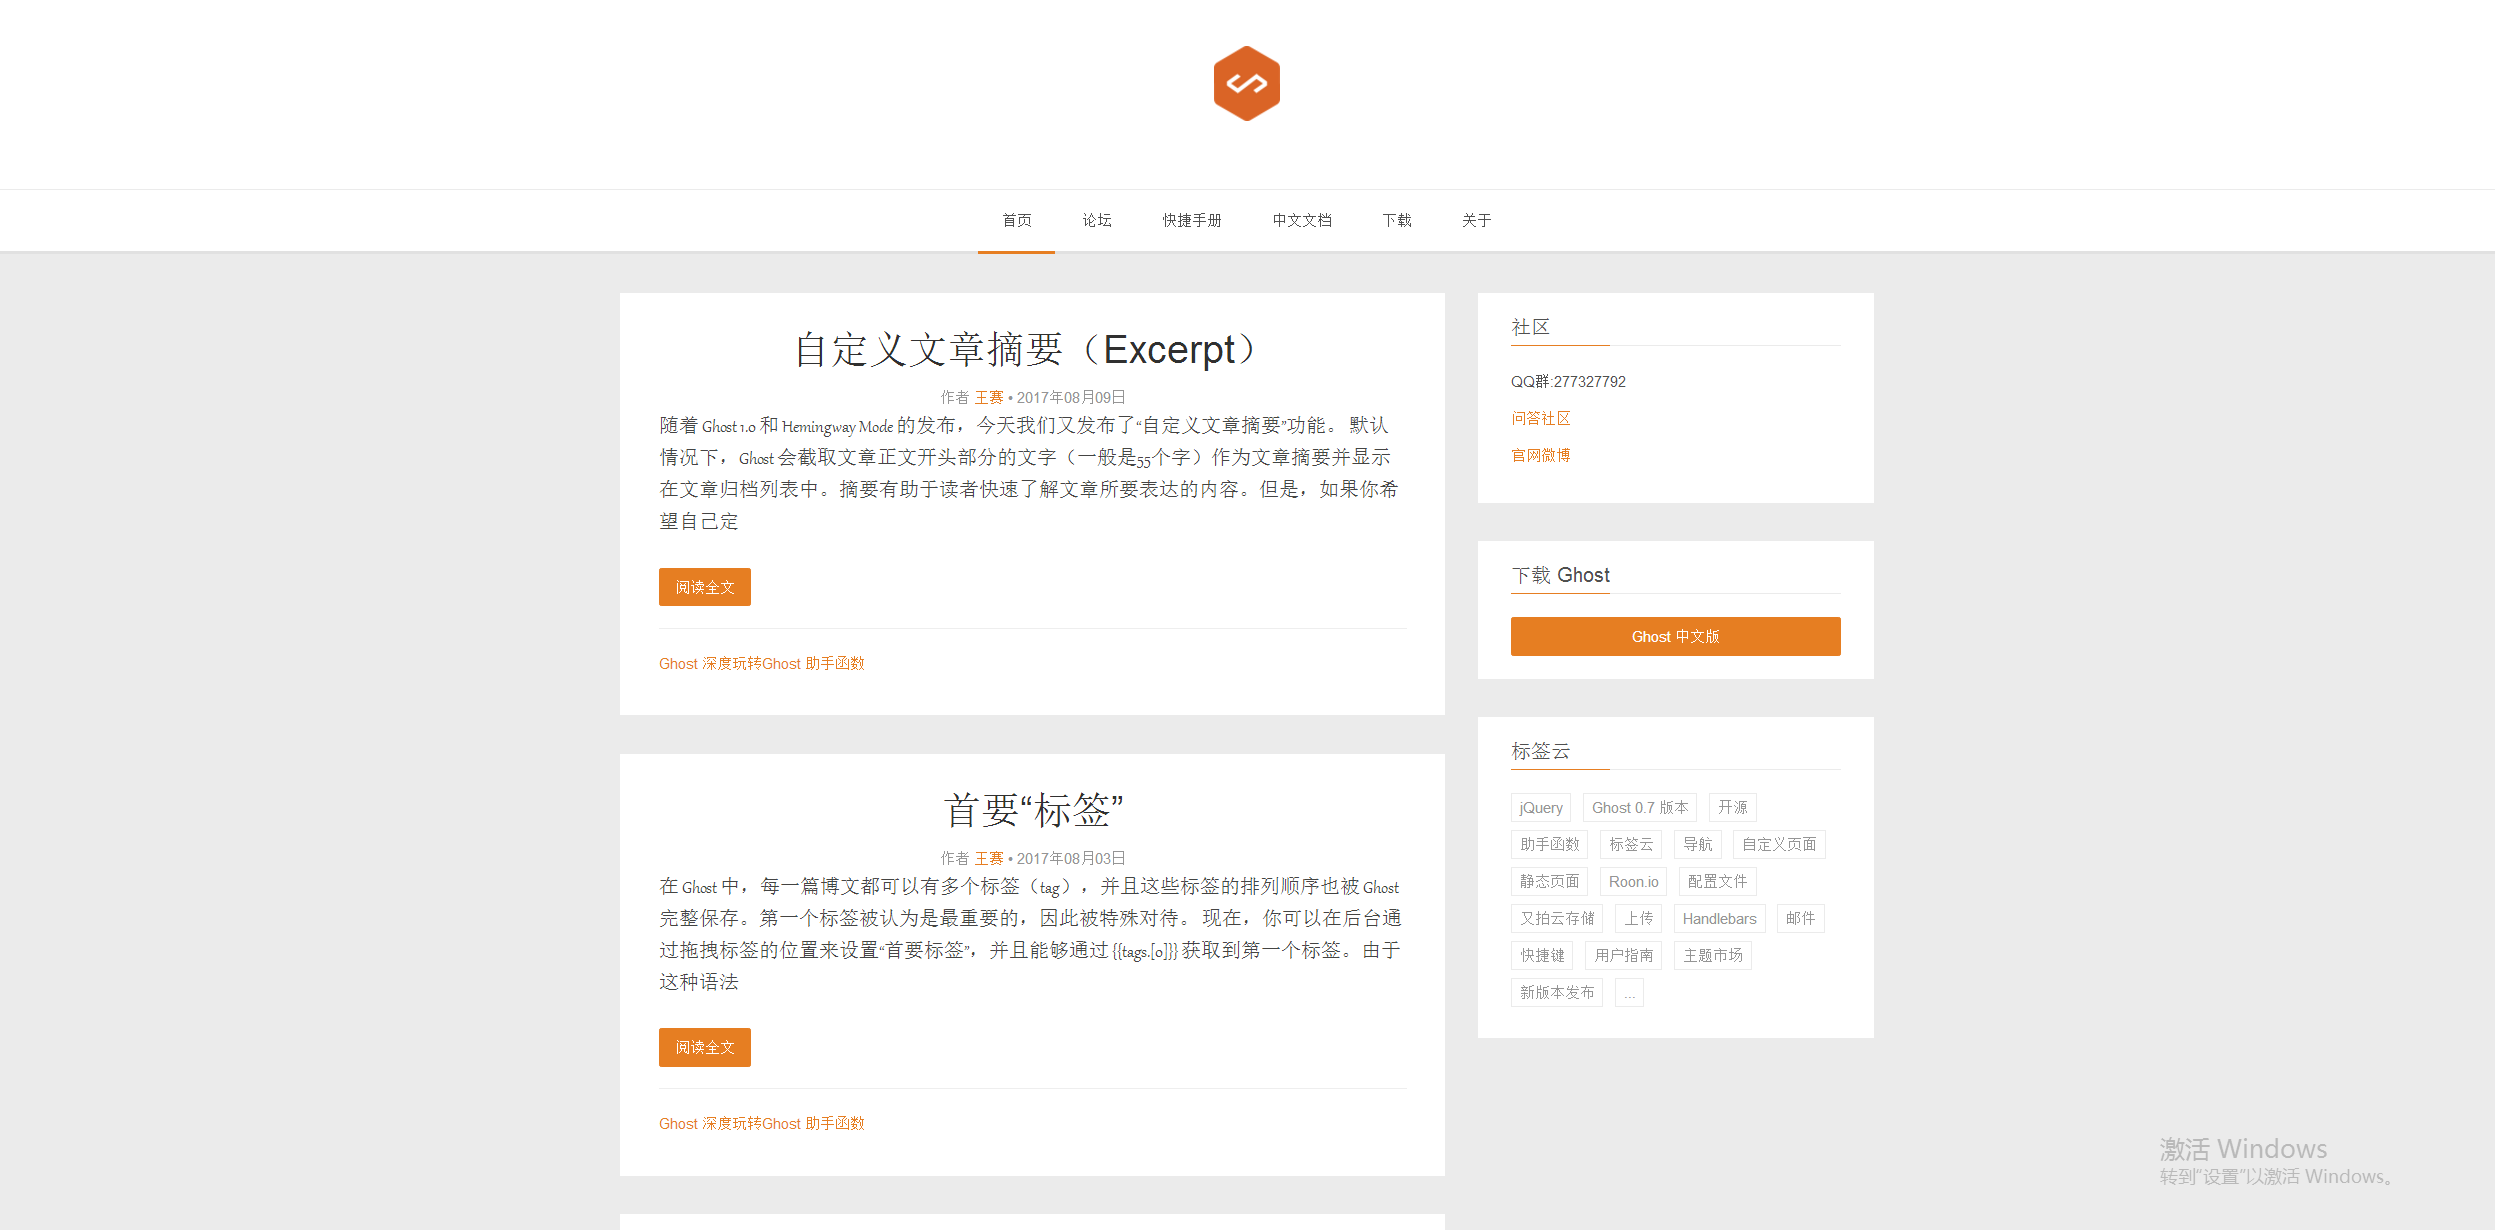 首页 论坛 快捷手册 中文文档 下载 关于
自定义文章摘要（Excerpt）
作者 王赛 • 2017年08月09日
随着 Ghost 1.0 和 Hemingway Mode 的发布，今天我们又发布了“自定义文章摘要”功能。 默认
情况下，Ghost 会截取文章正文开头部分的文字（一般是55个字）作为文章摘要并显示
在文章归档列表中。摘要有助于读者快速了解文章所要表达的内容。但是，如果你希
望自己定
阅读全文
Ghost 深度玩转Ghost 助手函数
首要“标签”
作者 王赛 • 2017年08月03日
在 Ghost 中，每一篇博文都可以有多个标签（tag），并且这些标签的排列顺序也被 Ghost
完整保存。第一个标签被认为是最重要的，因此被特殊对待。 现在，你可以在后台通
过拖拽标签的位置来设置“首要标签”，并且能够通过 {{tags.[0]}} 获取到第一个标签。由于
这种语法
阅读全文
Ghost 深度玩转Ghost 助手函数
社区
QQ群:277327792
问答社区
官网微博
下载 Ghost
Ghost 中文版
标签云
jQuery Ghost 0.7 版本 开源
助手函数 标签云 导航 自定义页面
静态页面 Roon.io 配置文件
又拍云存储 上传 Handlebars 邮件
快捷键 用户指南 主题市场
新版本发布 ...
激活 Windows
转到“设置”以激活 Windows。